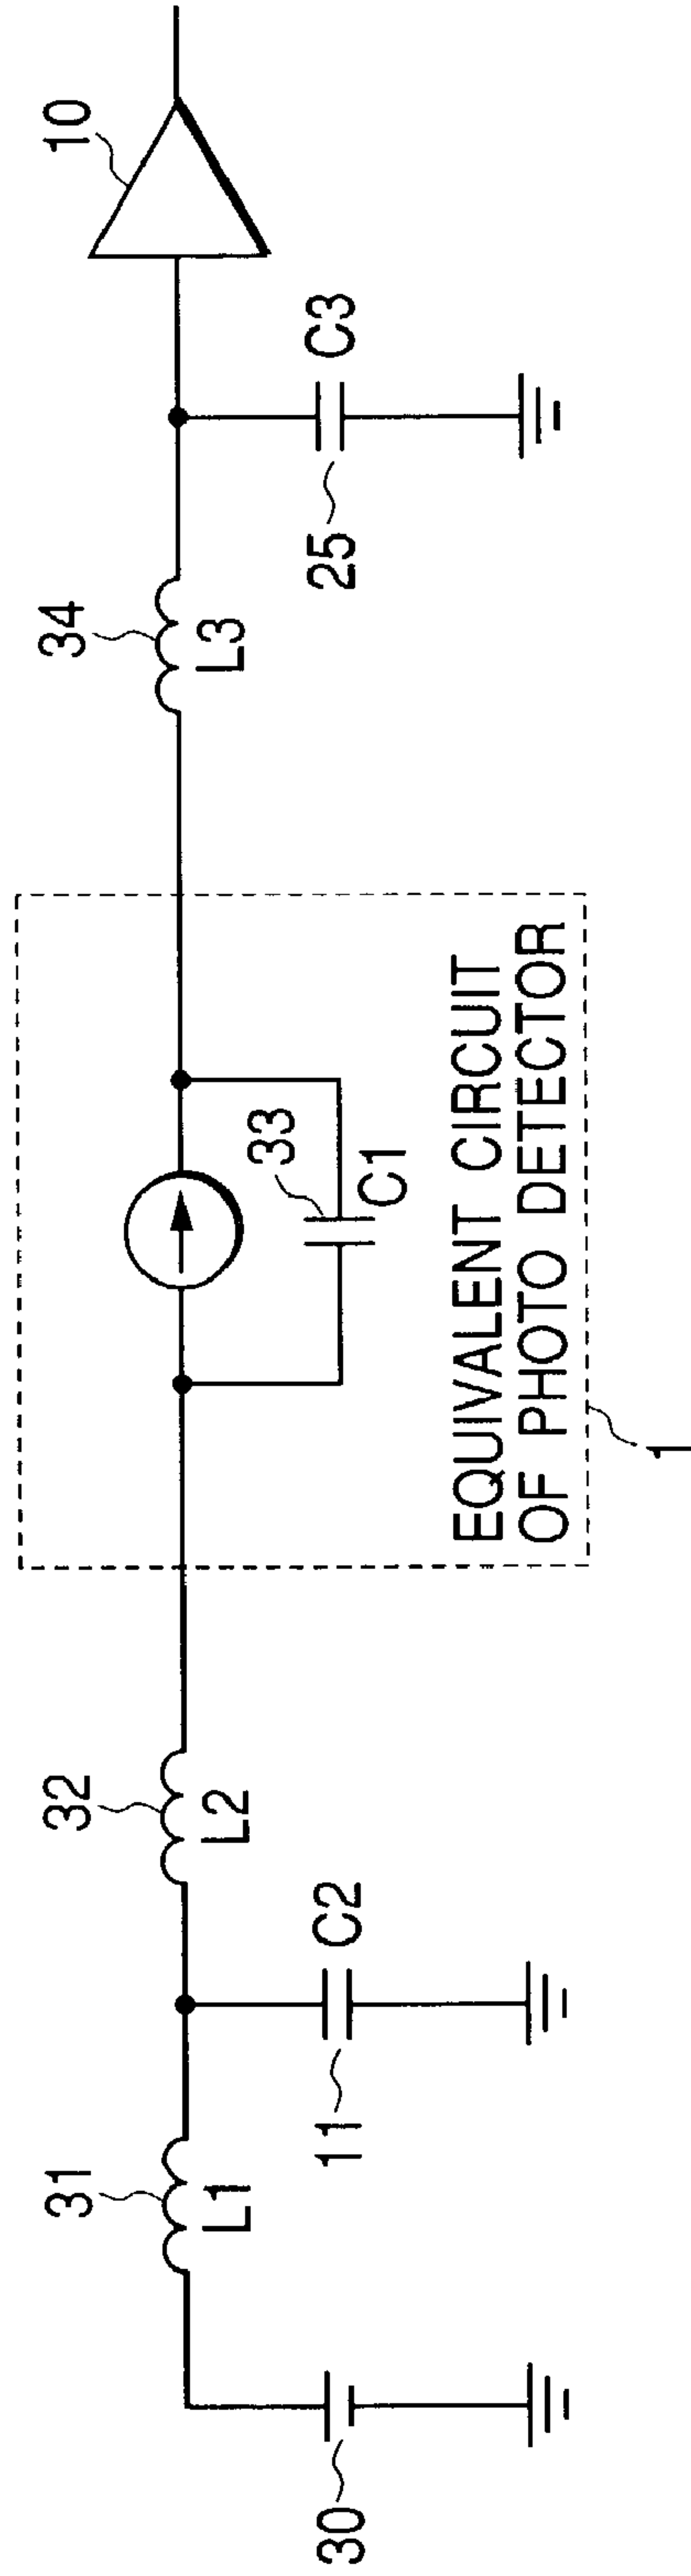 30
31
L1
11
C2
32
L2
33
C1
EQUIVALENT CIRCUIT
OF PHOTO DETECTOR
1
34
L3
25
C3
10